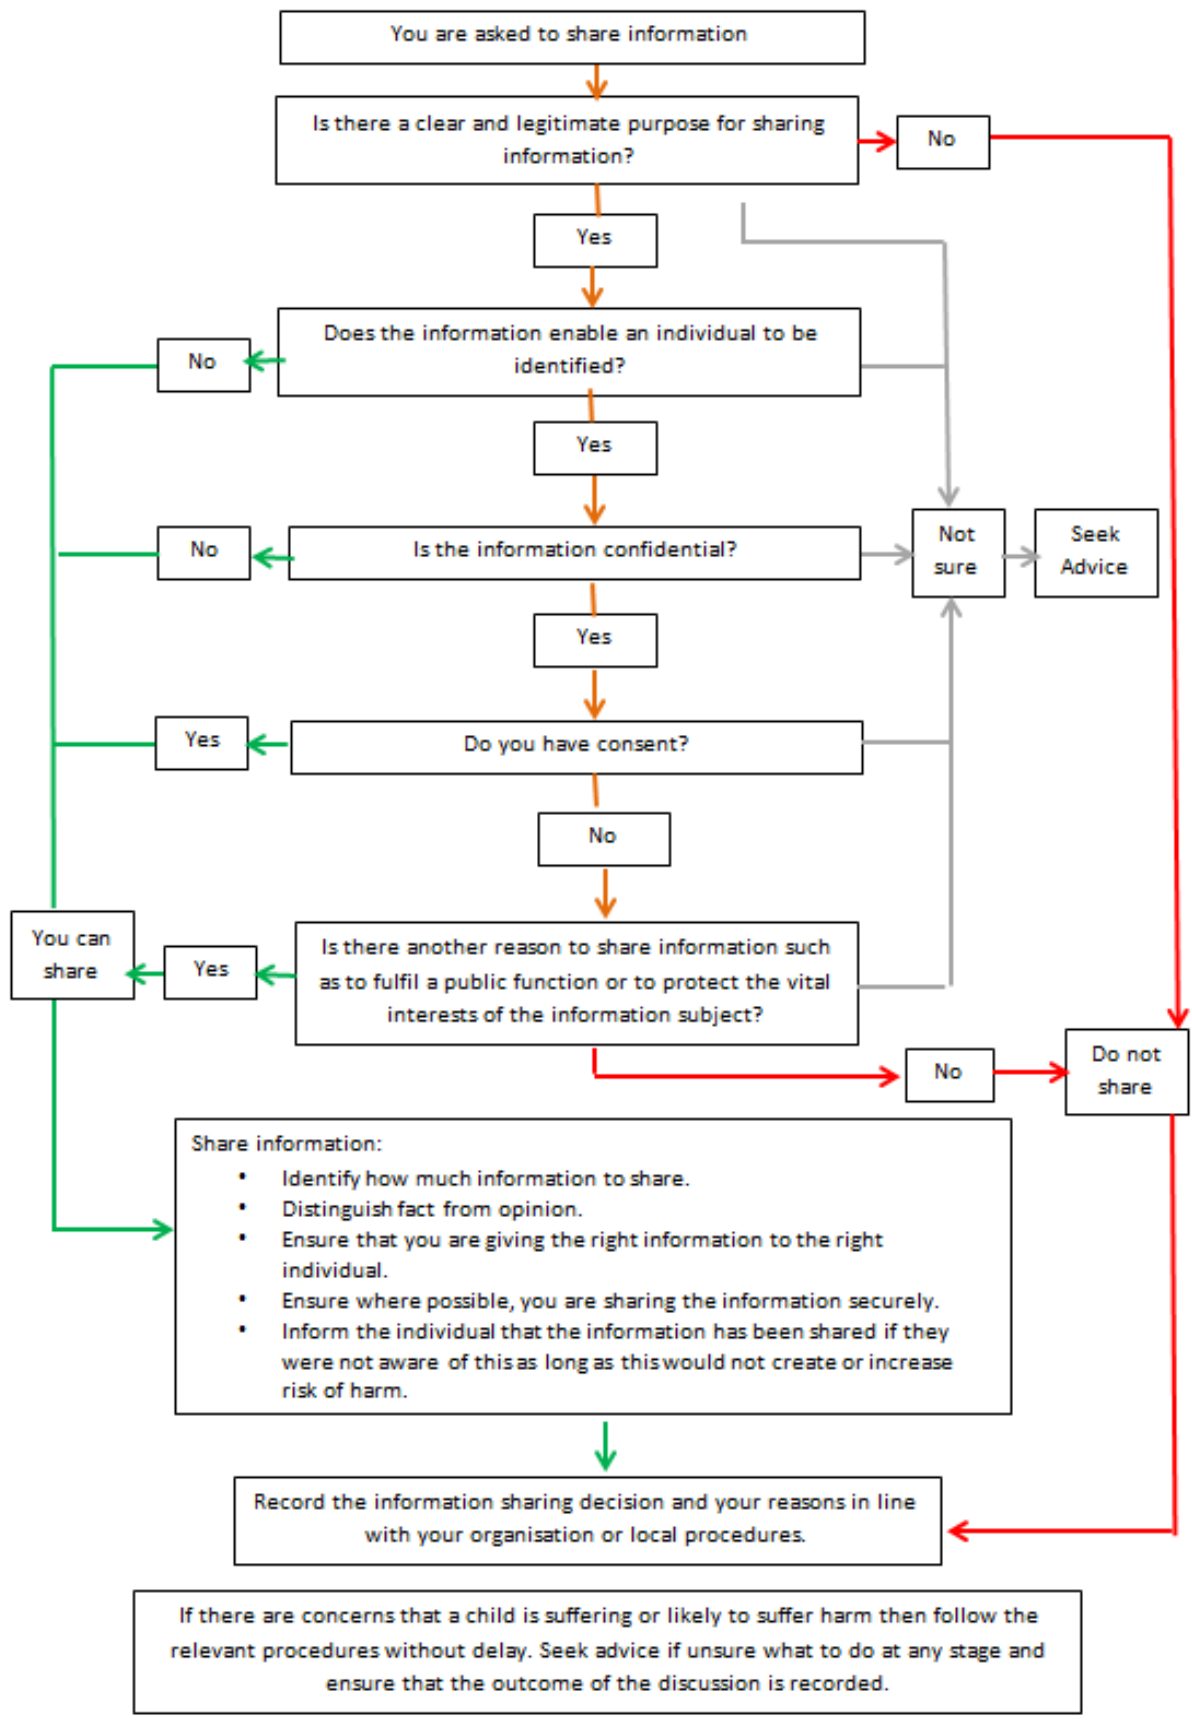 You are asked to share information
Is there a clear and legitimate purpose for sharing
information?
No
Yes
Does the information enable an individual to be
identified?
No
Yes
Is the information confidential?
No
Not
sure
Seek
Advice
Yes
Do you have consent?
Yes
No
Is there another reason to share information such
as to fulfil a public function or to protect the vital
interests of the information subject?
Yes
You can
share
No
Do not
share
Share information:
• Identify how much information to share.
• Distinguish fact from opinion.
• Ensure that you are giving the right information to the right
individual.
• Ensure where possible, you are sharing the information securely.
• Inform the individual that the information has been shared if they
were not aware of this as long as this would not create or increase
risk of harm.
Record the information sharing decision and your reasons in line
with your organisation or local procedures.
If there are concerns that a child is suffering or likely to suffer harm then follow the
relevant procedures without delay. Seek advice if unsure what to do at any stage and
ensure that the outcome of the discussion is recorded.